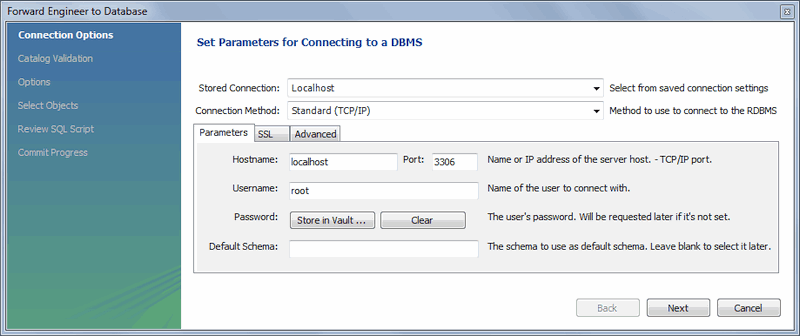 Forward Engineer to Database
Connection Options
Catalog Validation
Options
Select Objects
Review SQL Script
Commit Progress
Set Parameters for Connecting to a DBMS
Stored Connection: Localhost Select from saved connection settings
Connection Method: Standard (TCP/IP) Method to use to connect to the RDBMS
Parameters SSL Advanced
Hostname: localhost Port: 3306 Name or IP address of the server host. - TCP/IP port.
Username: root Name of the user to connect with.
Password: Store in Vault ... Clear The user's password. Will be requested later if it's not set.
Default Schema: The schema to use as default schema. Leave blank to select it later.
Back Next Cancel